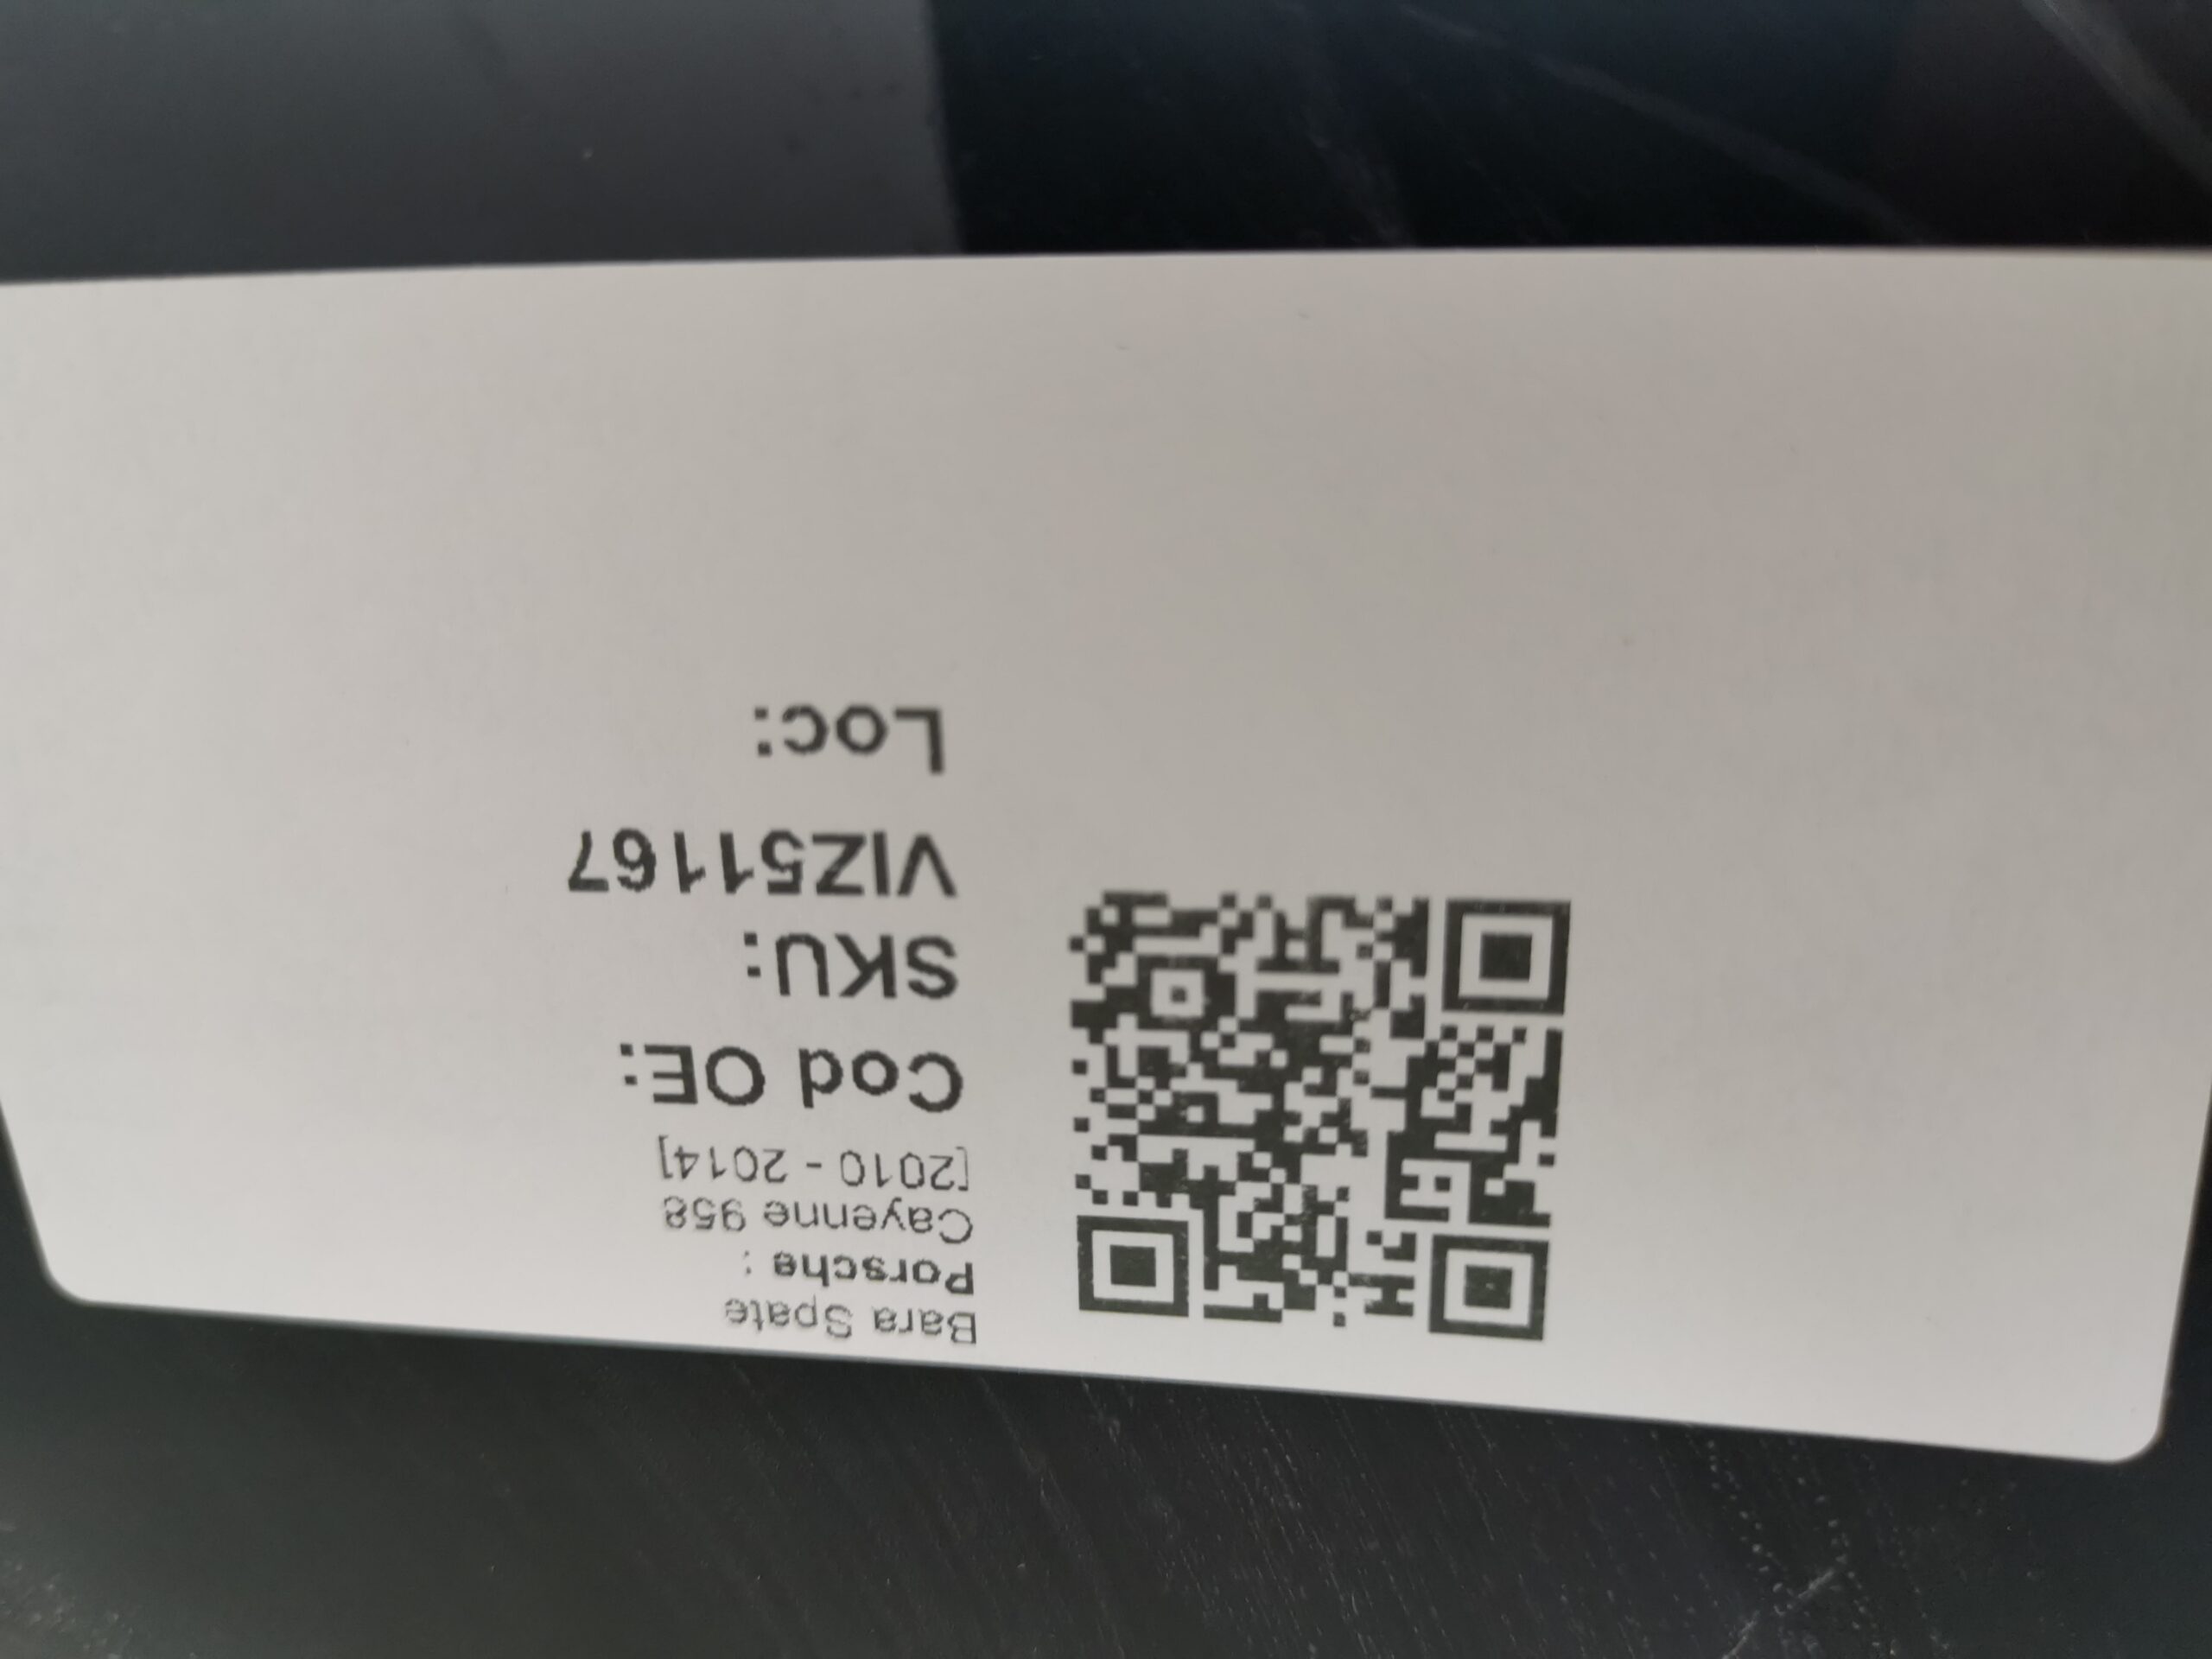 Bara Spate
Porsche :
Cayenne 958
[2010 - 2014]
Cod OE:
SKU:
VIZ51167
Loc: